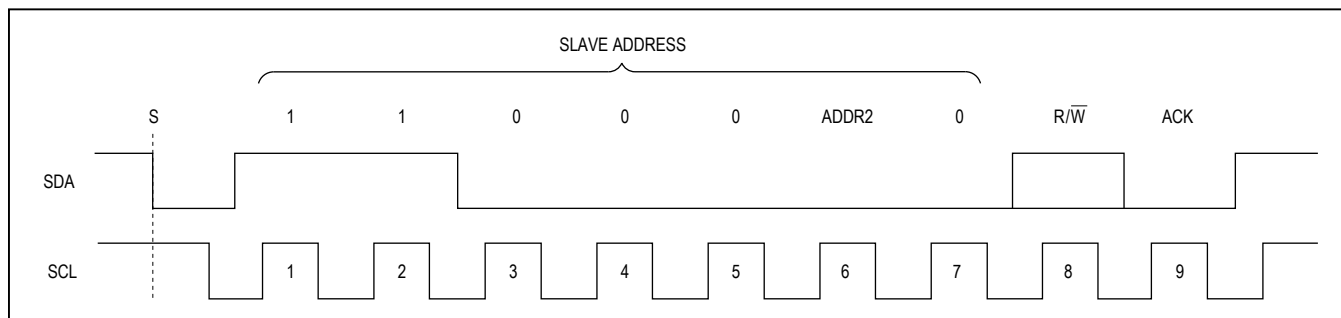 SLAVE ADDRESS
S 1 1 0 0 0 ADDR2 0 R/W̅ ACK
SDA
SCL 1 2 3 4 5 6 7 8 9